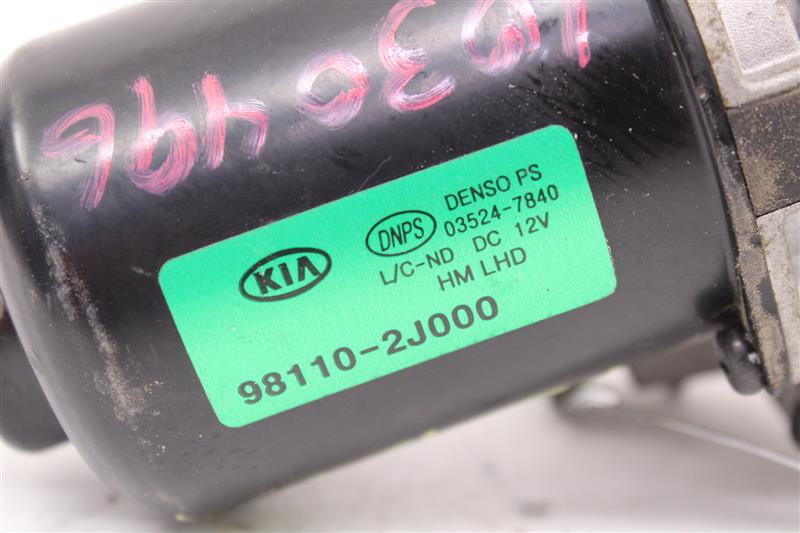 1030496
KIA
DNPS
DENSO PS
03524-7840
L/C-ND DC 12V
HM LHD
98110-2J000